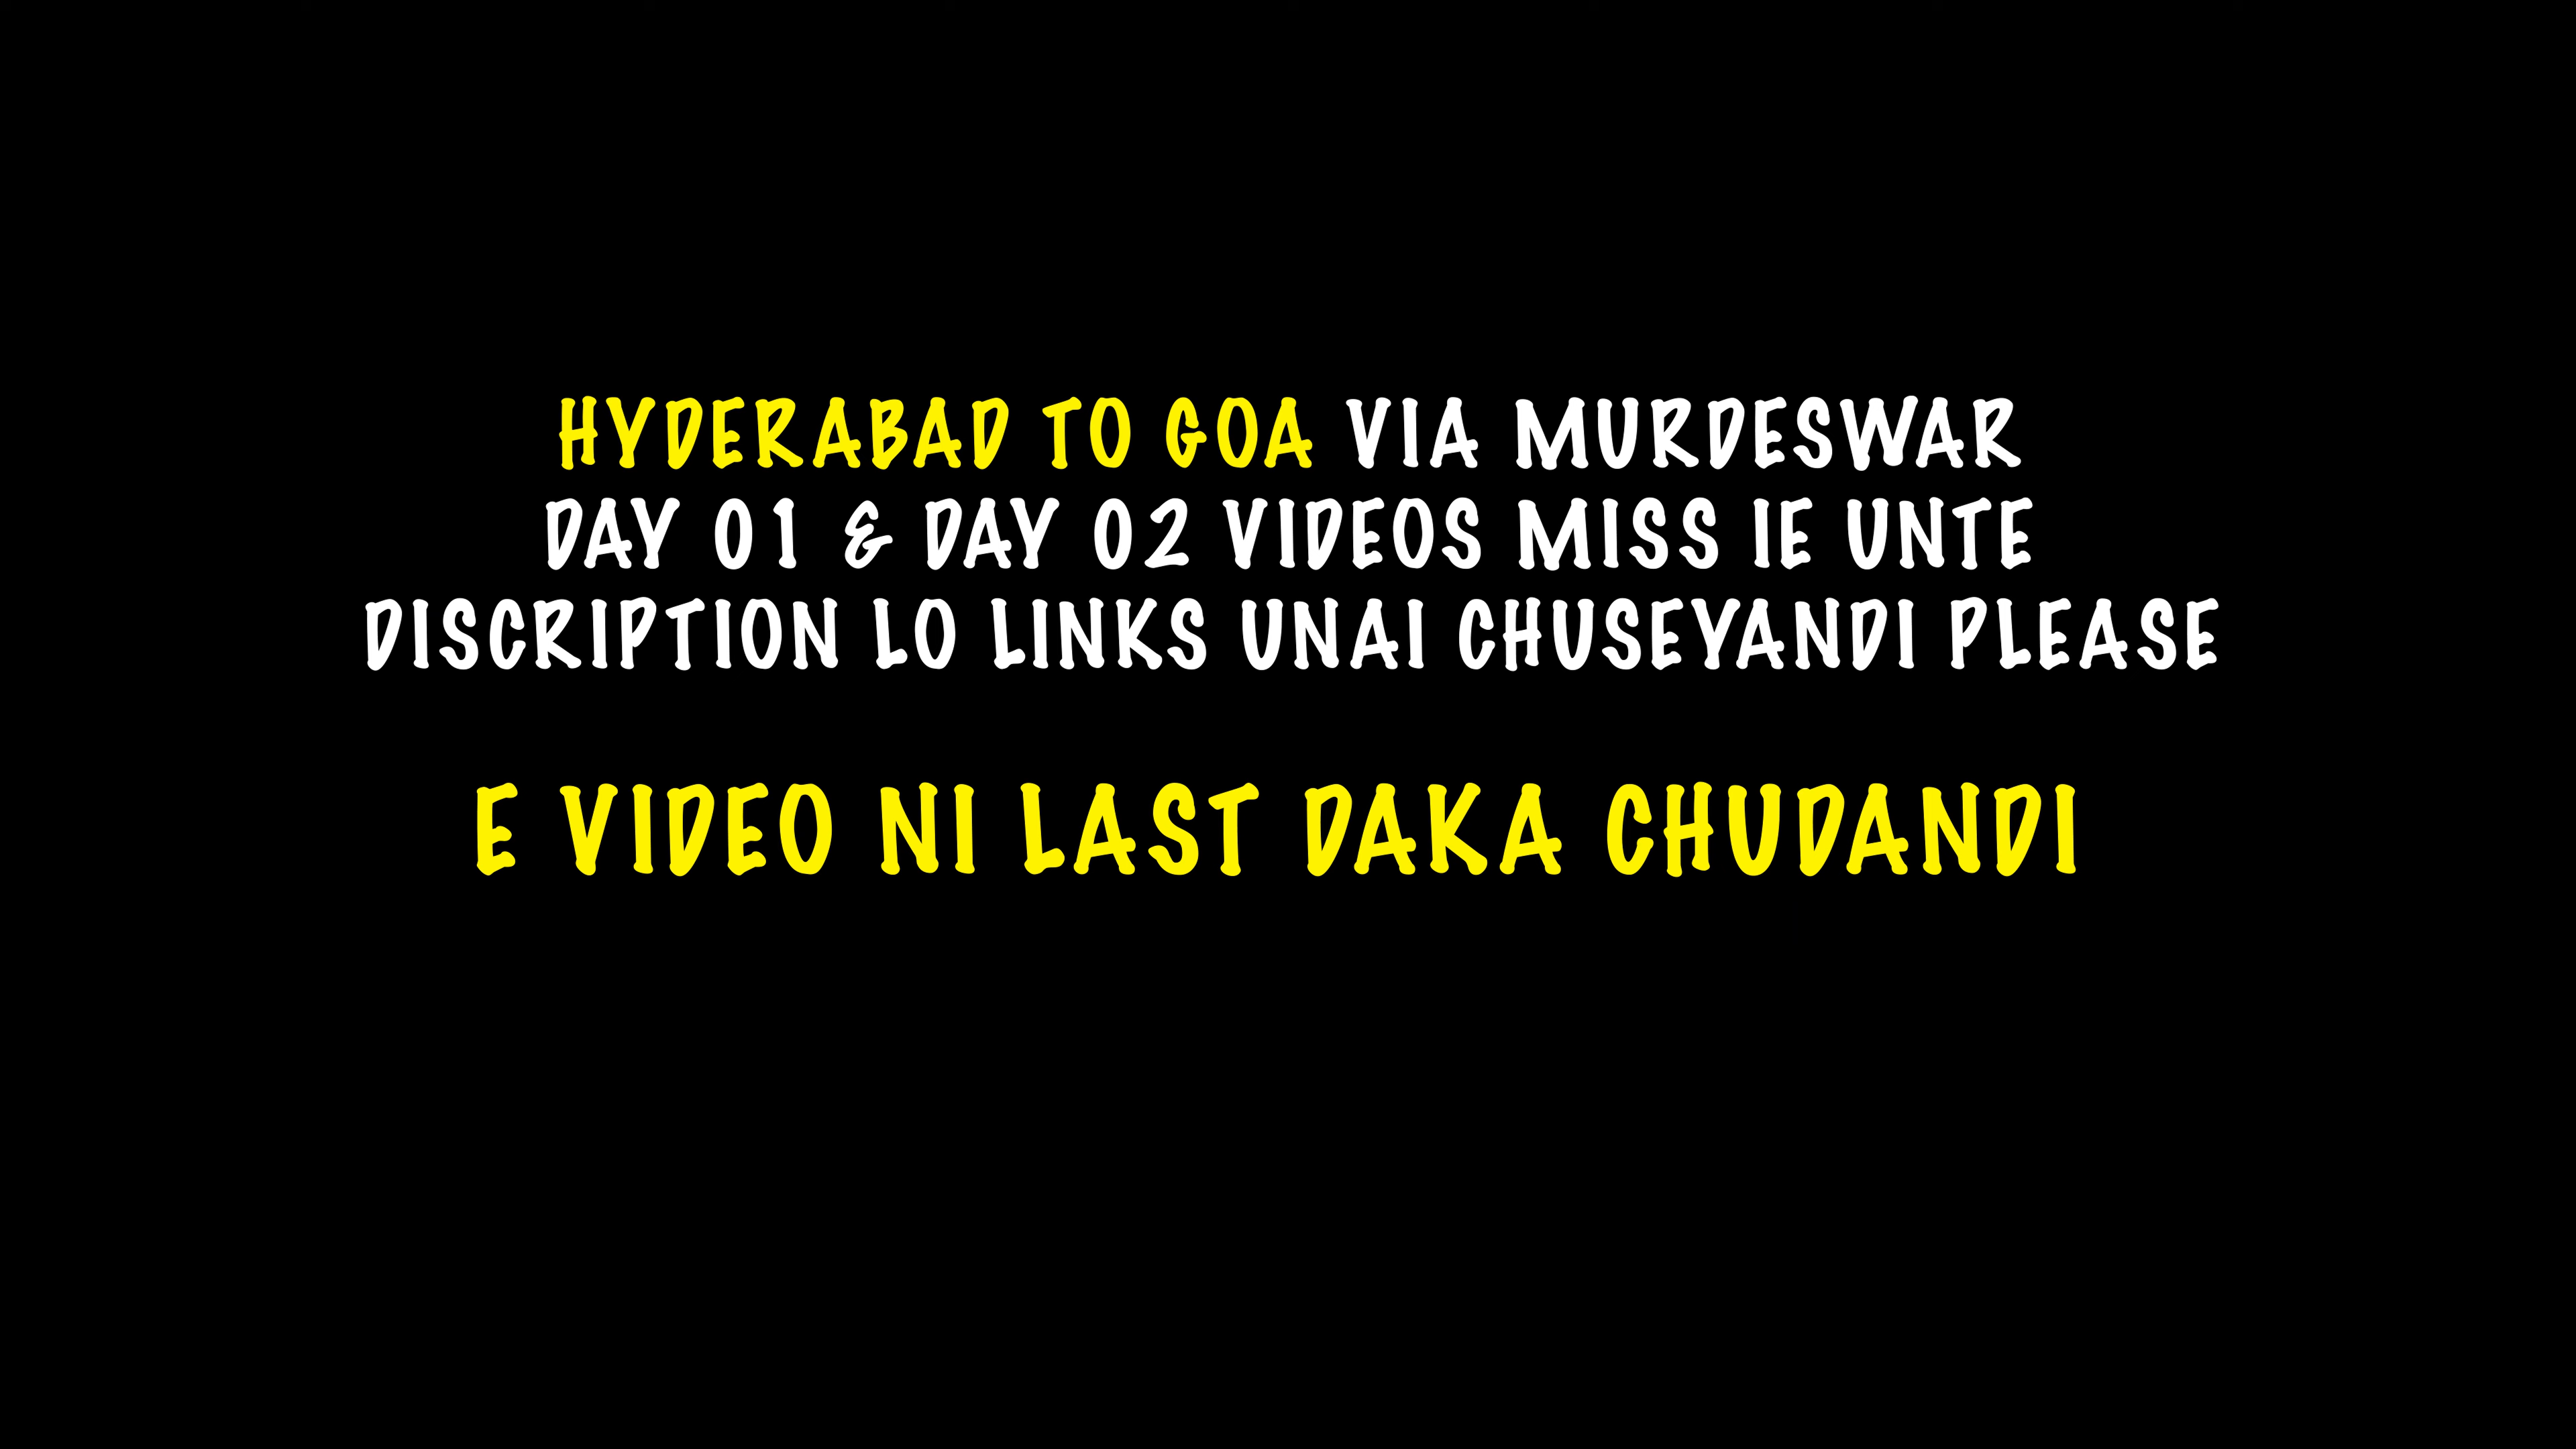 HYDERABAD TO GOA VIA MURDESWAR
DAY 01 & DAY 02 VIDEOS MISS IE UNTE
DISCRIPTION LO LINKS UNAI CHUSEYANDI PLEASE
E VIDEO NI LAST DAKA CHUDANDI